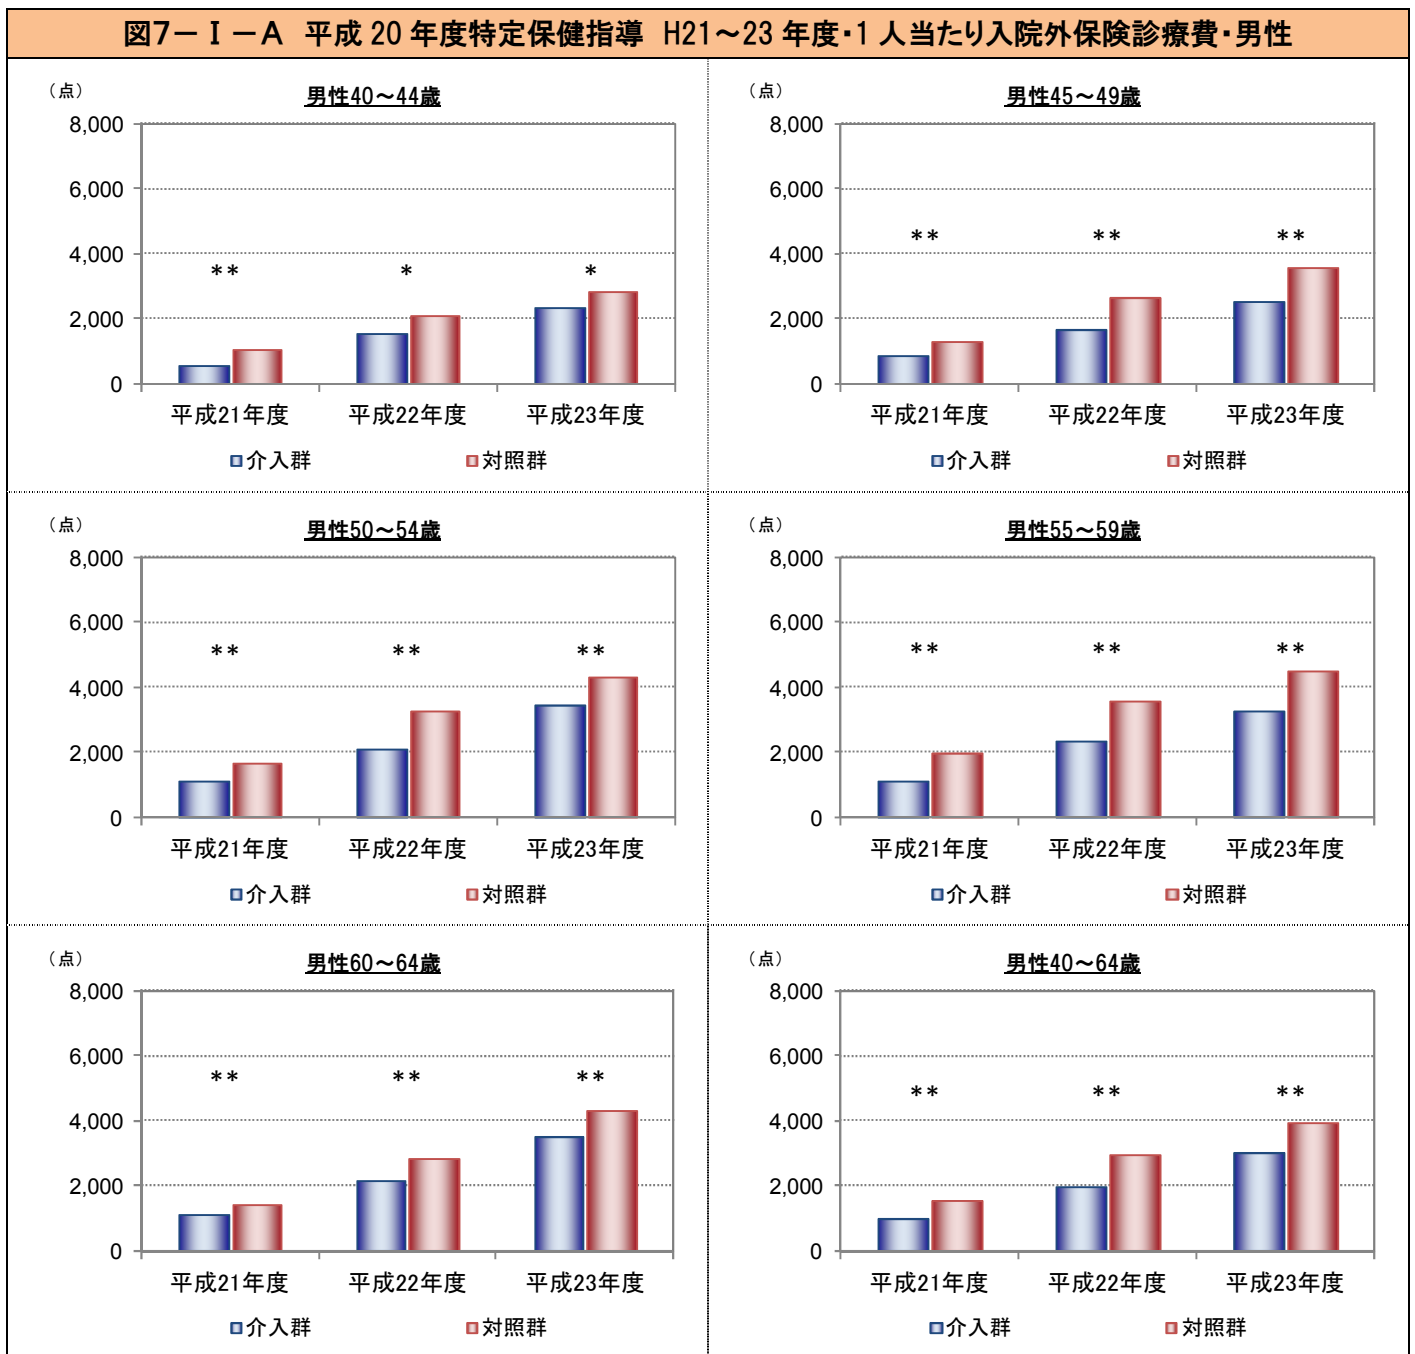 図7－Ⅰ－A 平成 20 年度特定保健指導 H21～23 年度・1 人当たり入院外保険診療費・男性
（点）
男性40～44歳
8,000
6,000
4,000
2,000
0
** * *
平成21年度 平成22年度 平成23年度
介入群 対照群
（点）
男性45～49歳
8,000
6,000
4,000
2,000
0
** ** **
平成21年度 平成22年度 平成23年度
介入群 対照群
（点）
男性50～54歳
8,000
6,000
4,000
2,000
0
** ** **
平成21年度 平成22年度 平成23年度
介入群 対照群
（点）
男性55～59歳
8,000
6,000
4,000
2,000
0
** ** **
平成21年度 平成22年度 平成23年度
介入群 対照群
（点）
男性60～64歳
8,000
6,000
4,000
2,000
0
** ** **
平成21年度 平成22年度 平成23年度
介入群 対照群
（点）
男性40～64歳
8,000
6,000
4,000
2,000
0
** ** **
平成21年度 平成22年度 平成23年度
介入群 対照群